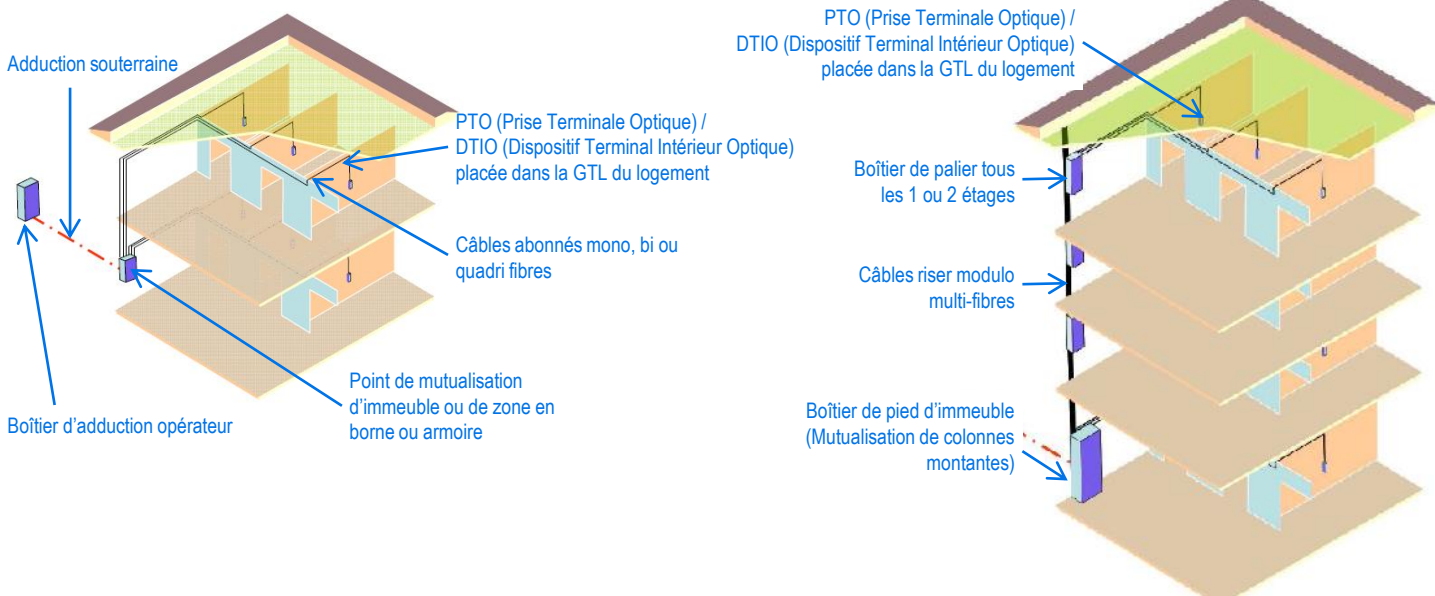 Adduction souterraine
PTO (Prise Terminale Optique) /
DTIO (Dispositif Terminal Intérieur Optique)
placée dans la GTL du logement
Câbles abonnés mono, bi ou
quadri fibres
Point de mutualisation
d'immeuble ou de zone en
borne ou armoire
Boîtier d'adduction opérateur
PTO (Prise Terminale Optique) /
DTIO (Dispositif Terminal Intérieur Optique)
placée dans la GTL du logement
Boîtier de palier tous
les 1 ou 2 étages
Câbles riser modulo
multi-fibres
Boîtier de pied d'immeuble
(Mutualisation de colonnes
montantes)